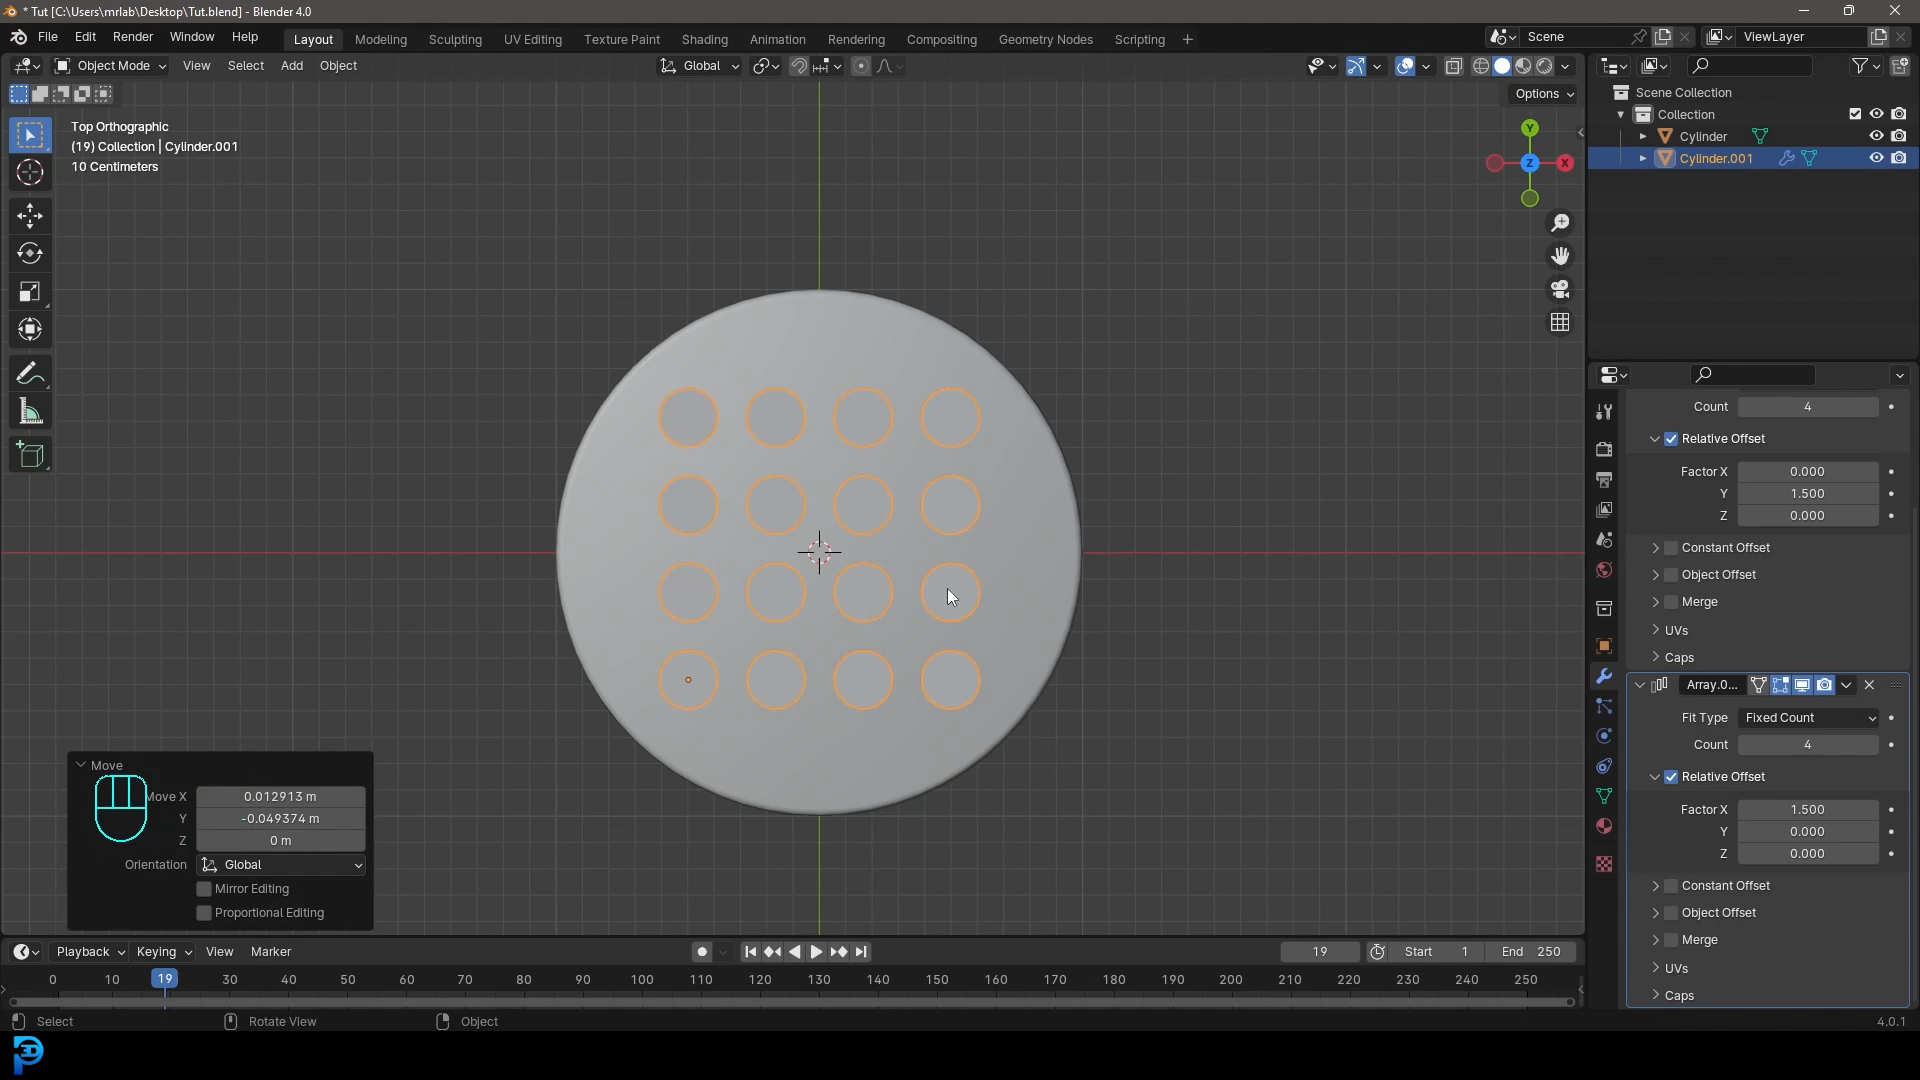 * Tut [C:\Users\mrlab\Desktop\Tut.blend] - Blender 4.0
File Edit Render Window Help
Layout Modeling Sculpting UV Editing Texture Paint Shading Animation Rendering Compositing Geometry Nodes Scripting +
Scene
ViewLayer
Object Mode View Select Add Object
Global
Options
Top Orthographic
(19) Collection | Cylinder.001
10 Centimeters
Y
Z
X
Scene Collection
Collection
Cylinder
Cylinder.001
Count 4
Relative Offset
Factor X 0.000
Y 1.500
Z 0.000
Constant Offset
Object Offset
Merge
UVs
Caps
Array.0...
Fit Type Fixed Count
Count 4
Relative Offset
Factor X 1.500
Y 0.000
Z 0.000
Constant Offset
Object Offset
Merge
UVs
Caps
Move
Move X 0.012913 m
Y -0.049374 m
Z 0 m
Orientation Global
Mirror Editing
Proportional Editing
Playback Keying View Marker
19
Start 1
End 250
0 10 19 30 40 50 60 70 80 90 100 110 120 130 140 150 160 170 180 190 200 210 220 230 240 250
Select
Rotate View
Object
4.0.1